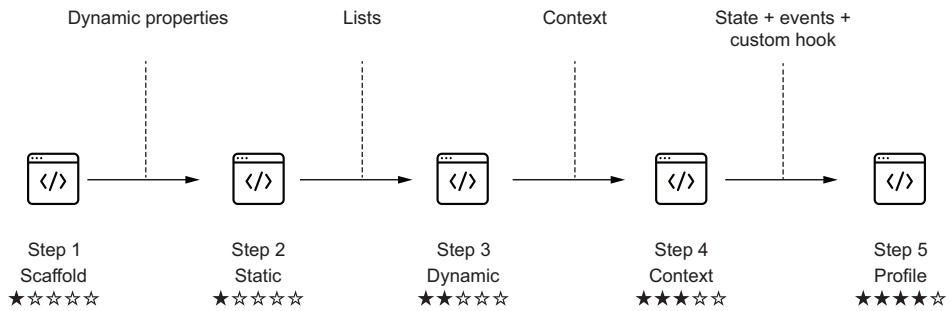 Dynamic properties
Lists
Context
State + events +
custom hook
</>
</>
</>
</>
</>
Step 1
Scaffold
★☆☆☆☆
Step 2
Static
★☆☆☆☆
Step 3
Dynamic
★★☆☆☆
Step 4
Context
★★★☆☆
Step 5
Profile
★★★★☆